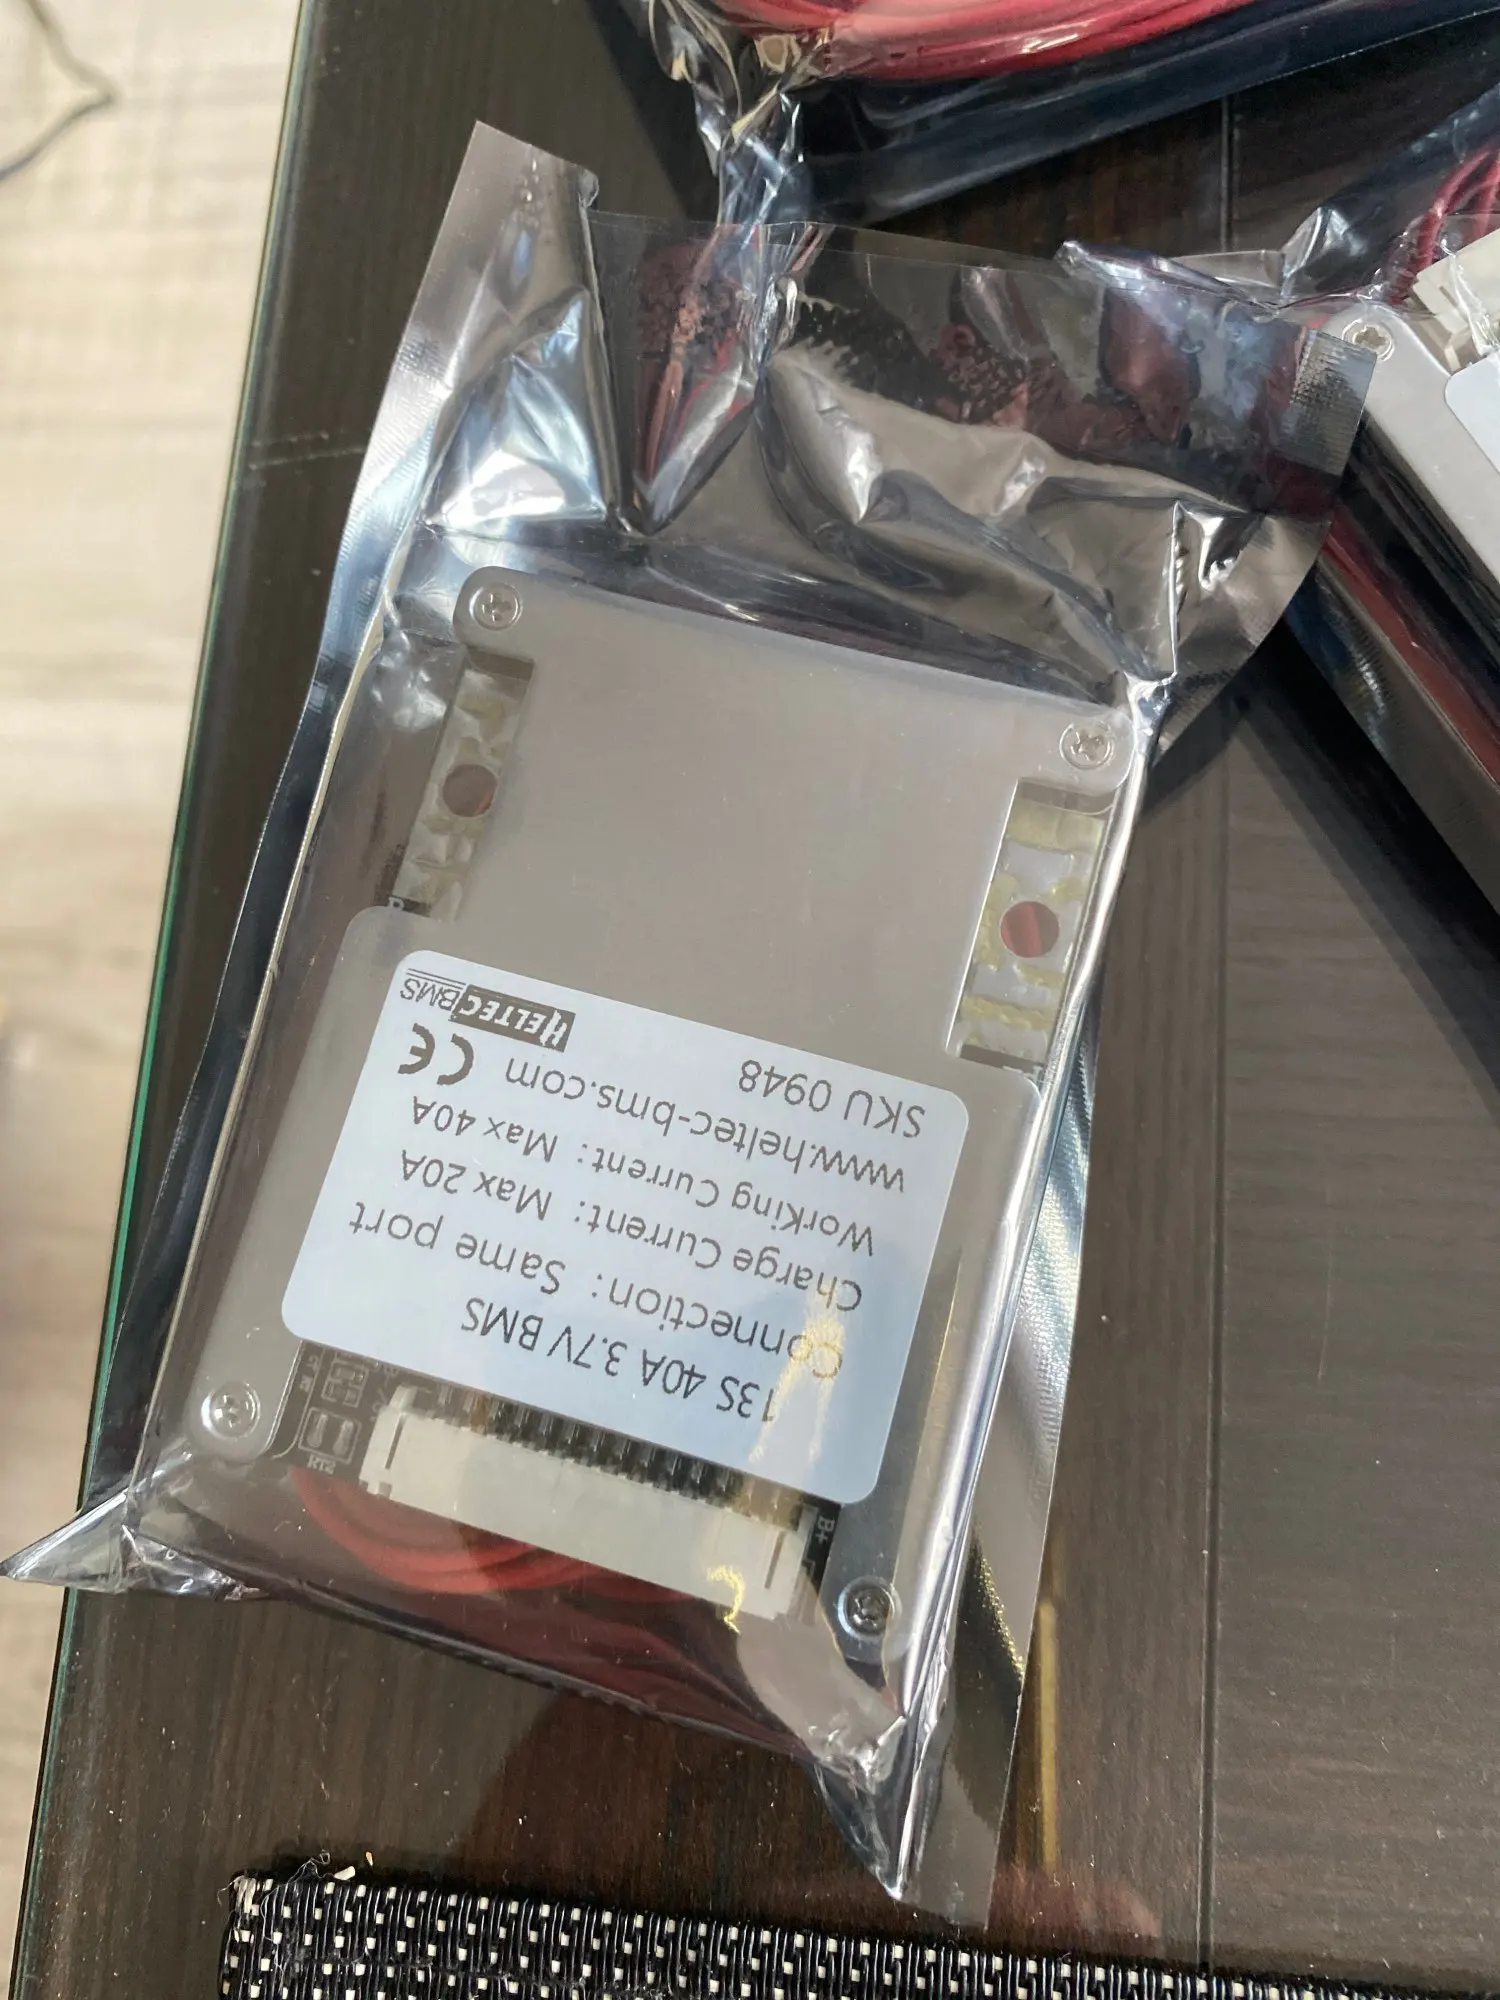 13S 40A 3.7V BMS
Connection: Same port
Charge Current: Max 20A
Working Current: Max 40A
www.heltec-bms.com CE
SKU 0948
HELTEC BMS
B+
RT2